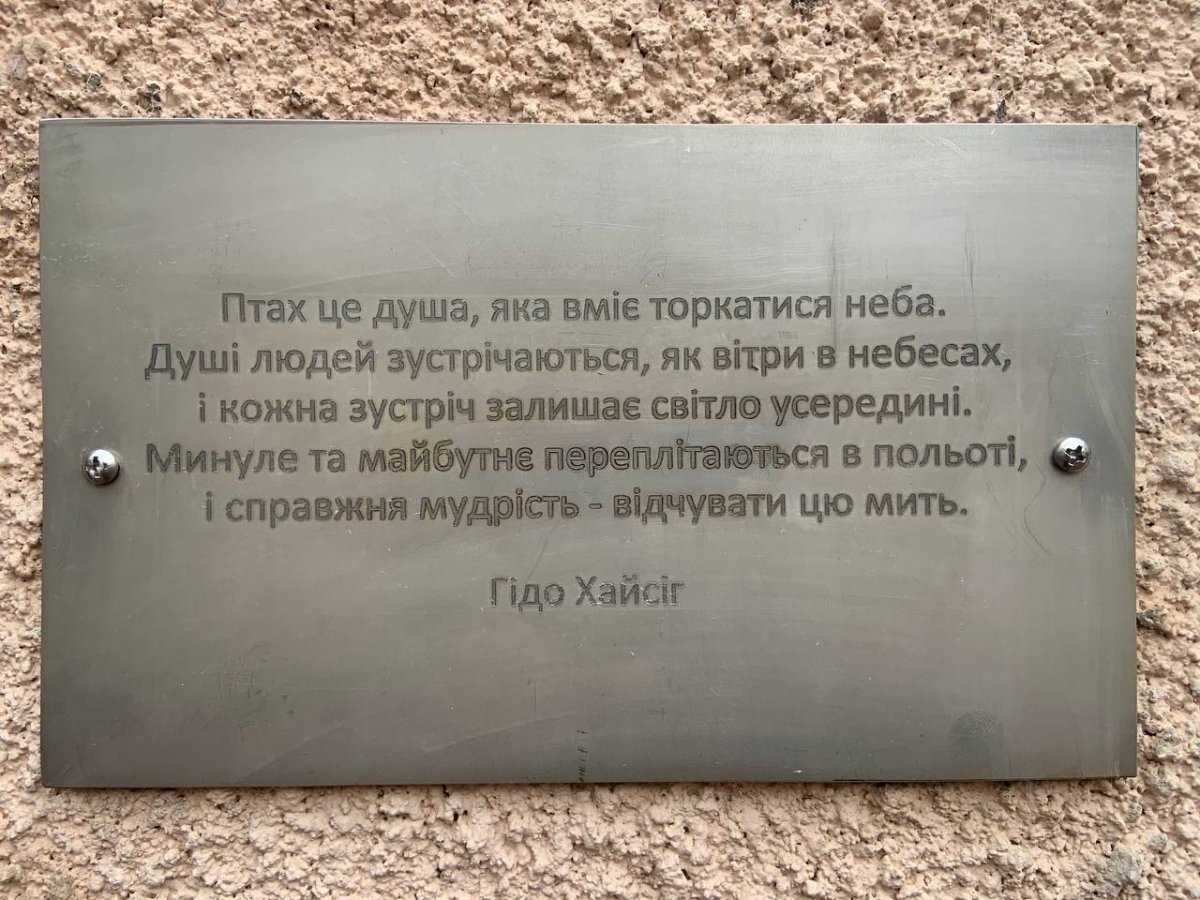 Птах це душа, яка вміє торкатися неба.
Душі людей зустрічаються, як вітри в небесах,
і кожна зустріч залишає світло усередині.
Минуле та майбутнє переплітаються в польоті,
і справжня мудрість - відчувати цю мить.
Гідо Хайсіг